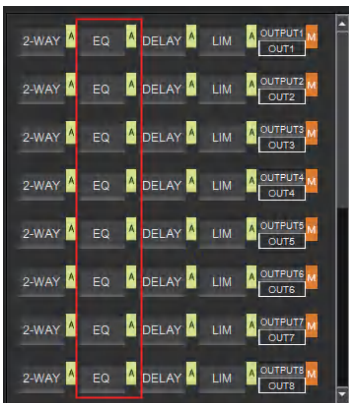 2-WAY A EQ A DELAY A LIM A OUTPUT1 M
OUT1
2-WAY A EQ A DELAY A LIM A OUTPUT2 M
OUT2
2-WAY A EQ A DELAY A LIM A OUTPUT3 M
OUT3
2-WAY A EQ A DELAY A LIM A OUTPUT4 M
OUT4
2-WAY A EQ A DELAY A LIM A OUTPUT5 M
OUT5
2-WAY A EQ A DELAY A LIM A OUTPUT6 M
OUT6
2-WAY A EQ A DELAY A LIM A OUTPUT7 M
OUT7
2-WAY A EQ A DELAY A LIM A OUTPUT8 M
OUT8